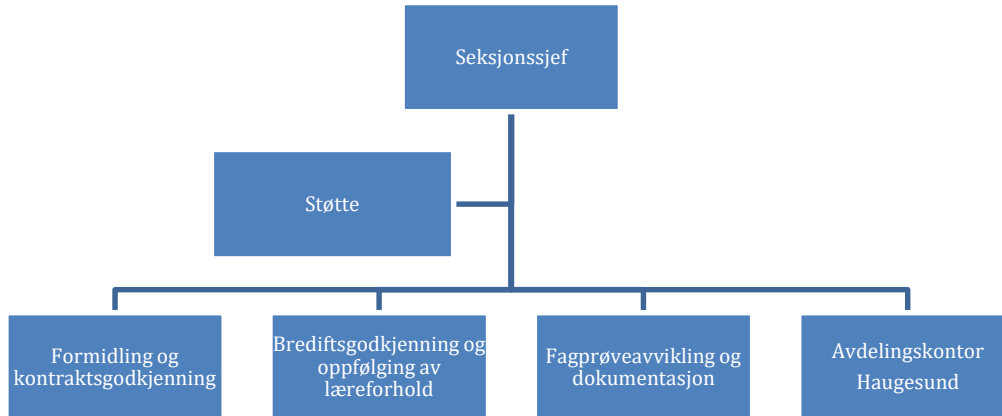 Seksjonssjef
Støtte
Formidling og
kontraktsgodkjenning
Brediftsgodkjenning og
oppfølging av
læreforhold
Fagprøveavvikling og
dokumentasjon
Avdelingskontor
Haugesund